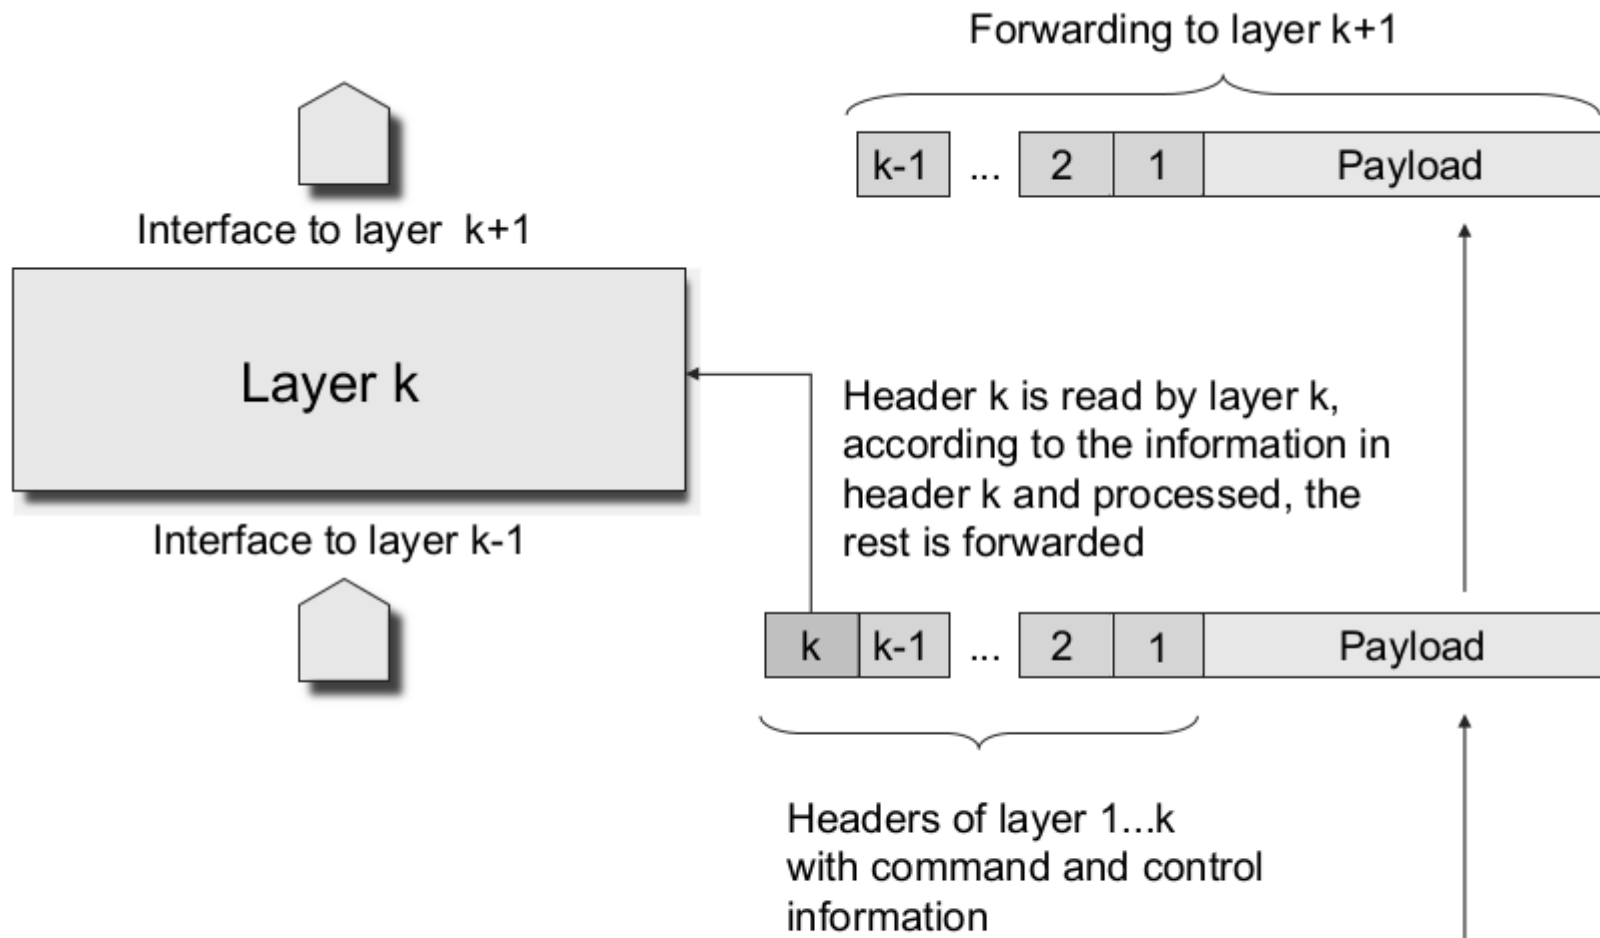 Forwarding to layer k+1
k-1 ... 2 1 Payload
Interface to layer k+1
Layer k
Header k is read by layer k,
according to the information in
header k and processed, the
rest is forwarded
Interface to layer k-1
k k-1 ... 2 1 Payload
Headers of layer 1...k
with command and control
information